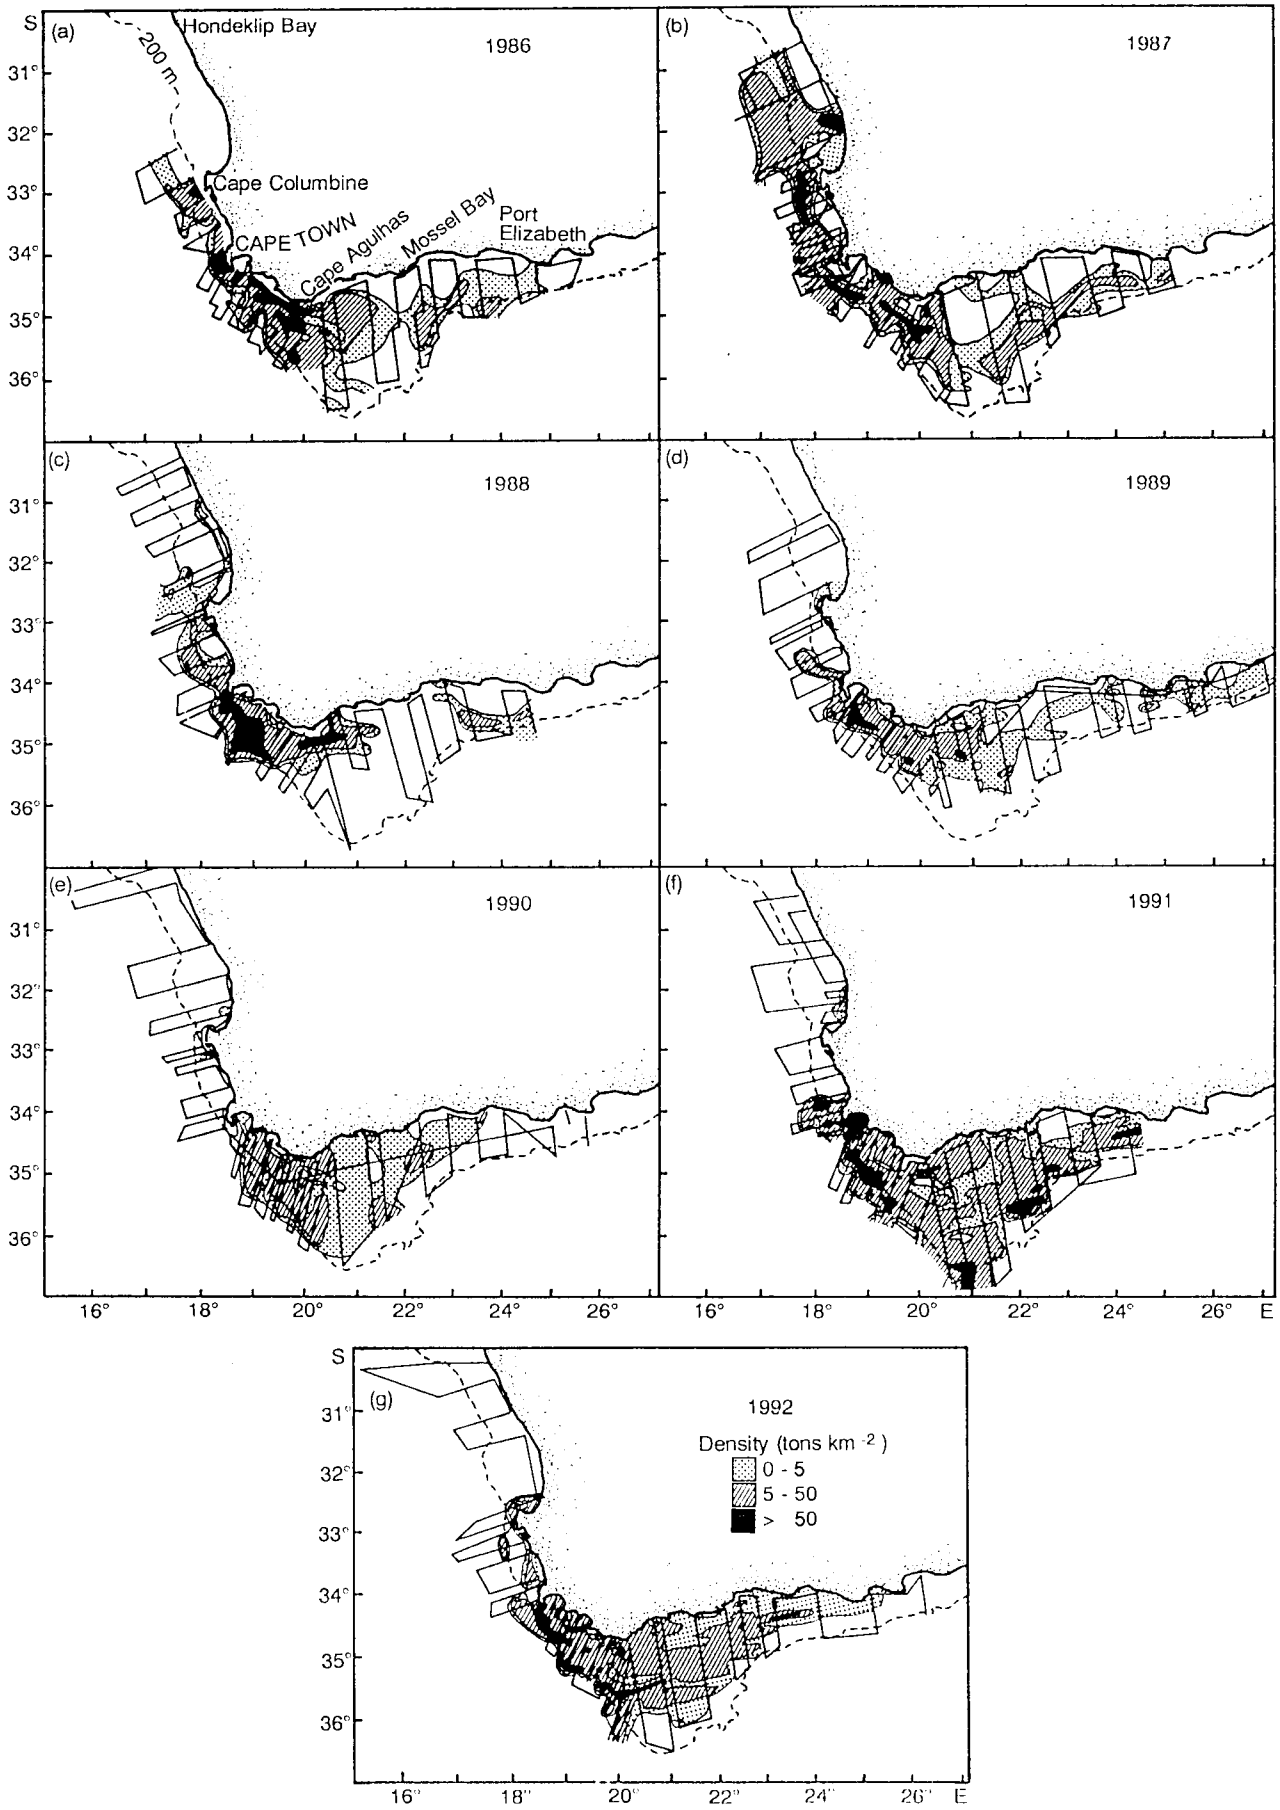 S
(a)
Hondeklip Bay
1986
200 m
31°
32°
33°
34°
35°
36°
Cape Columbine
CAPE TOWN
Cape Agulhas
Mossel Bay
Port
Elizabeth
(b)
1987
(c)
1988
31°
32°
33°
34°
35°
36°
(d)
1989
(e)
1990
31°
32°
33°
34°
35°
36°
(f)
1991
16° 18° 20° 22° 24° 26°
16° 18° 20° 22° 24° 26° E
S
(g)
1992
Density (tons km -2 )
0 - 5
5 - 50
> 50
31°
32°
33°
34°
35°
36°
16° 18° 20° 22° 24° 26° E